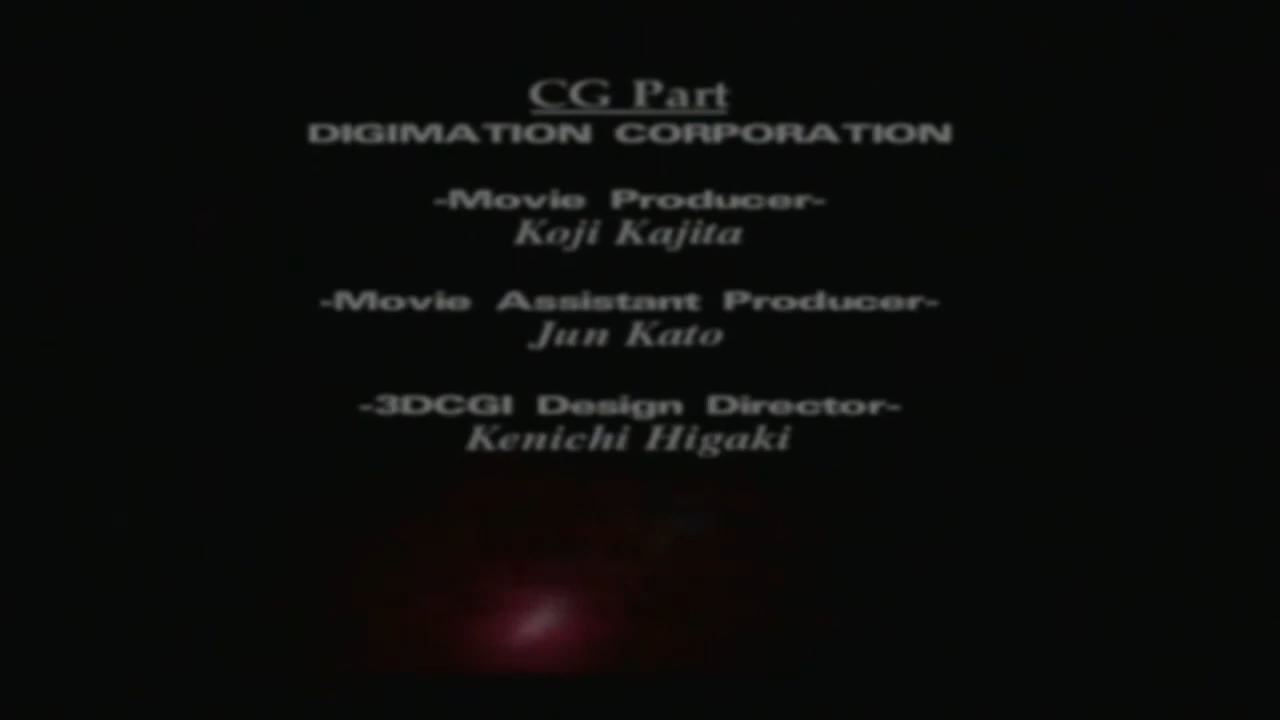 CG Part
DIGIMATION CORPORATION
-Movie Producer-
Koji Kajita
-Movie Assistant Producer-
Jun Kato
-3DCGI Design Director-
Kenichi Higaki